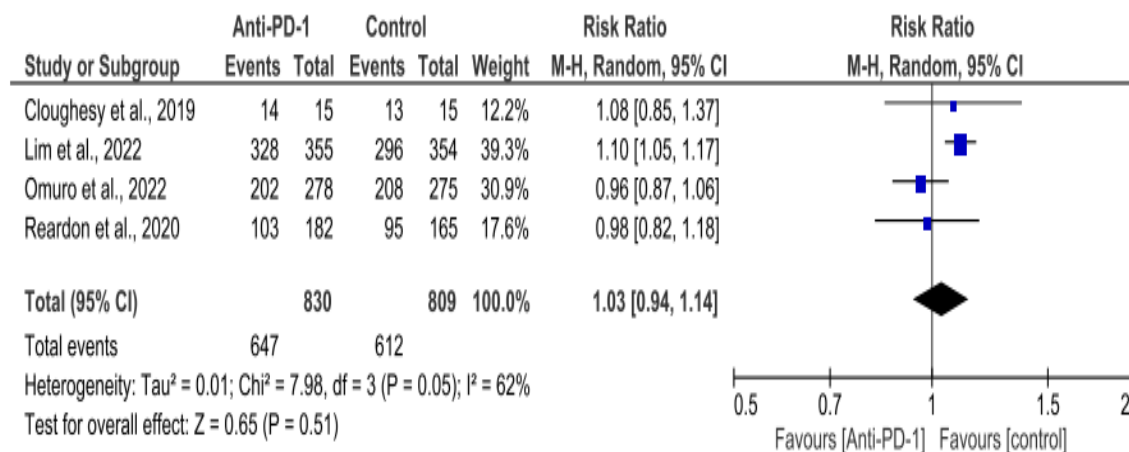 Anti-PD-1 Control Risk Ratio Risk Ratio
Study or Subgroup Events Total Events Total Weight M-H, Random, 95% CI M-H, Random, 95% CI
Cloughesy et al., 2019 14 15 13 15 12.2% 1.08 [0.85, 1.37]
Lim et al., 2022 328 355 296 354 39.3% 1.10 [1.05, 1.17]
Omuro et al., 2022 202 278 208 275 30.9% 0.96 [0.87, 1.06]
Reardon et al., 2020 103 182 95 165 17.6% 0.98 [0.82, 1.18]
Total (95% CI) 830 809 100.0% 1.03 [0.94, 1.14]
Total events 647 612
Heterogeneity: Tau² = 0.01; Chi² = 7.98, df = 3 (P = 0.05); I² = 62%
Test for overall effect: Z = 0.65 (P = 0.51)
0.5 0.7 1 1.5 2
Favours [Anti-PD-1] Favours [control]